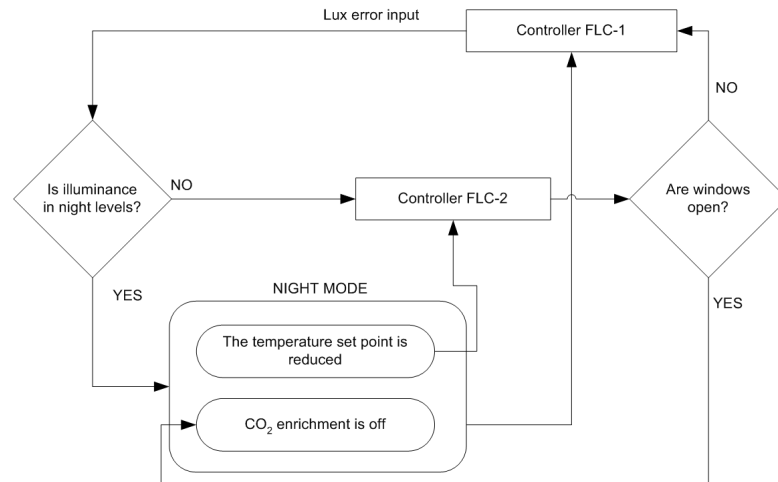 Lux error input
Controller FLC-1
NO
Is illuminance
in night levels?
NO
Controller FLC-2
Are windows
open?
YES
NIGHT MODE
YES
The temperature set point is
reduced
CO₂ enrichment is off